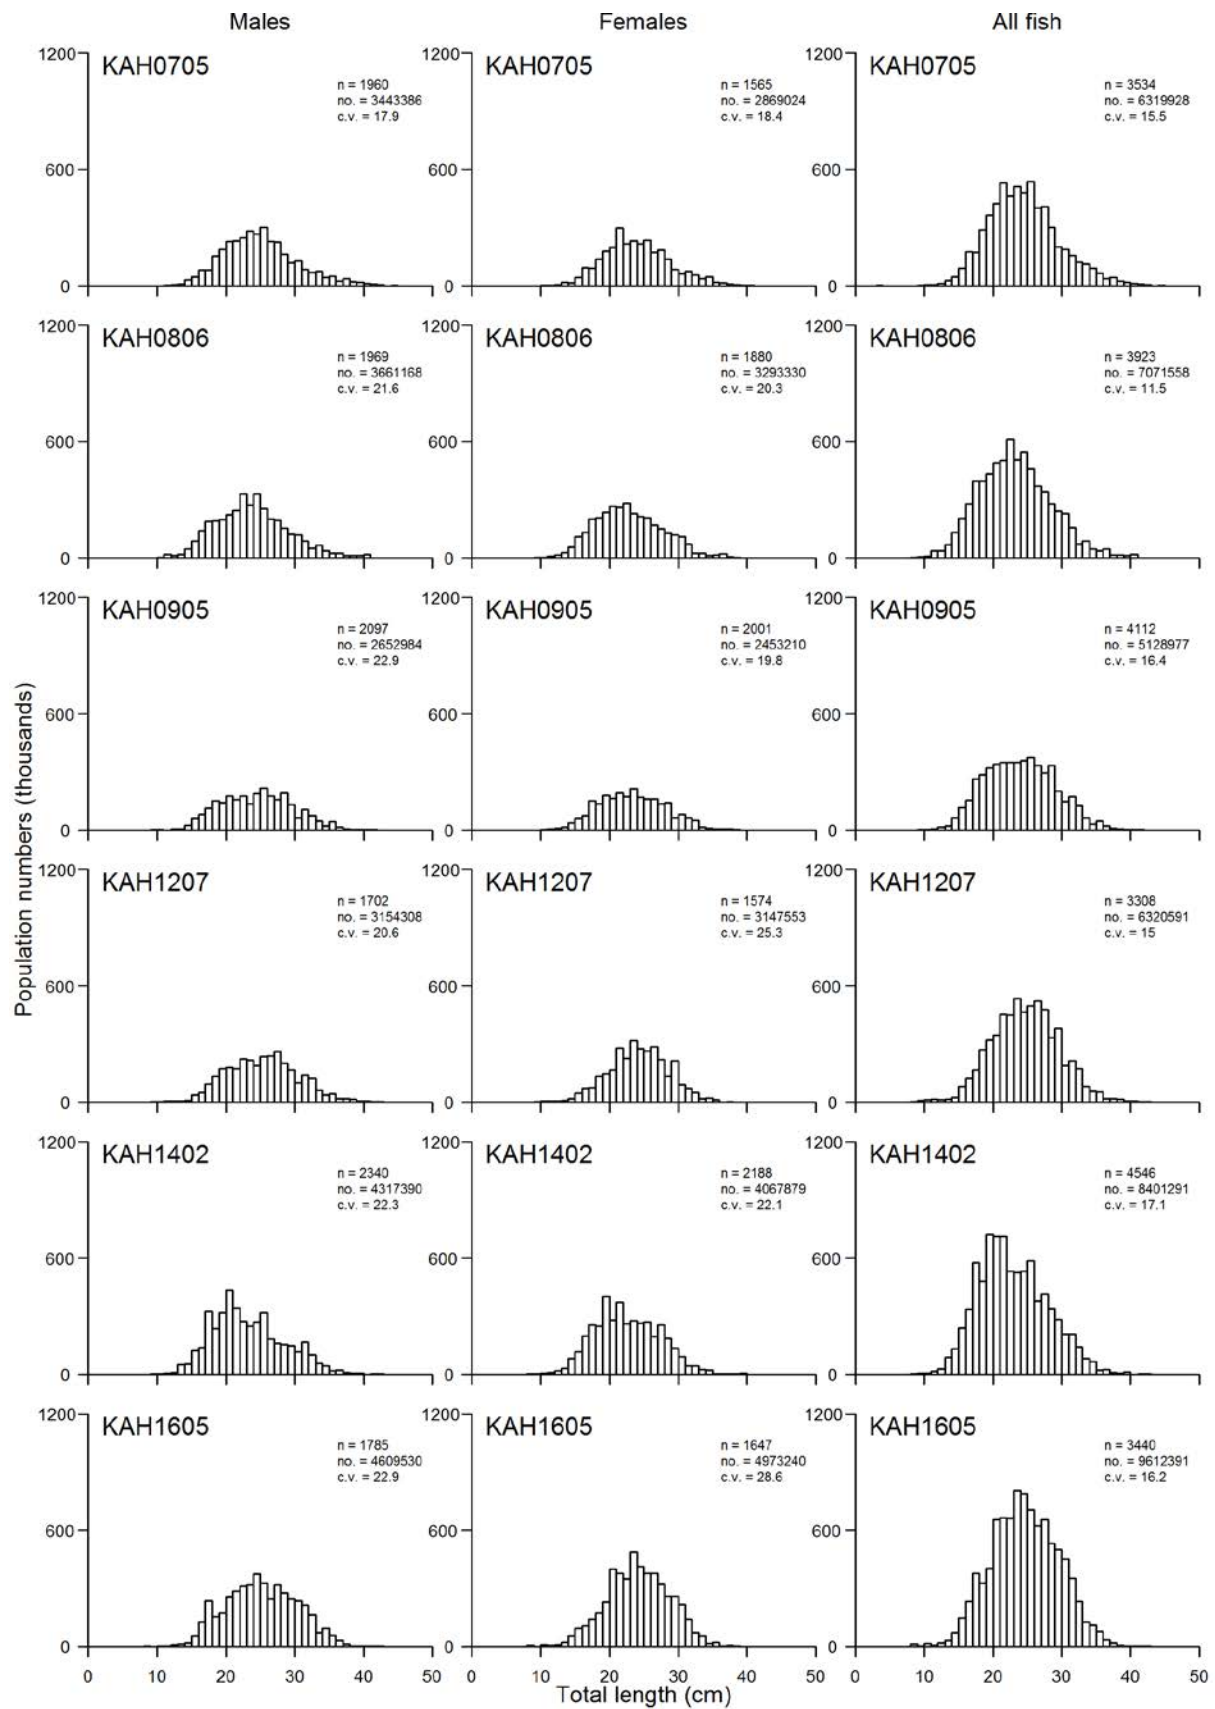 Males Females All fish
Population numbers (thousands)
1200 KAH0705 n = 1960 1200 KAH0705 n = 1565 1200 KAH0705 n = 3534
no. = 3443386 no. = 2869024 no. = 6319928
c.v. = 17.9 c.v. = 18.4 c.v. = 15.5
600 600 600
0 0 0
1200 KAH0806 n = 1969 1200 KAH0806 n = 1880 1200 KAH0806 n = 3923
no. = 3661168 no. = 3293330 no. = 7071558
c.v. = 21.6 c.v. = 20.3 c.v. = 11.5
600 600 600
0 0 0
1200 KAH0905 n = 2097 1200 KAH0905 n = 2001 1200 KAH0905 n = 4112
no. = 2652984 no. = 2453210 no. = 5128977
c.v. = 22.9 c.v. = 19.8 c.v. = 16.4
600 600 600
0 0 0
1200 KAH1207 n = 1702 1200 KAH1207 n = 1574 1200 KAH1207 n = 3308
no. = 3154308 no. = 3147553 no. = 6320591
c.v. = 20.6 c.v. = 25.3 c.v. = 15
600 600 600
0 0 0
1200 KAH1402 n = 2340 1200 KAH1402 n = 2188 1200 KAH1402 n = 4546
no. = 4317390 no. = 4067879 no. = 8401291
c.v. = 22.3 c.v. = 22.1 c.v. = 17.1
600 600 600
0 0 0
1200 KAH1605 n = 1785 1200 KAH1605 n = 1647 1200 KAH1605 n = 3440
no. = 4609530 no. = 4973240 no. = 9612391
c.v. = 22.9 c.v. = 28.6 c.v. = 16.2
600 600 600
0 0 0
0 10 20 30 40 50 0 10 20 30 40 50 0 10 20 30 40 50
Total length (cm)